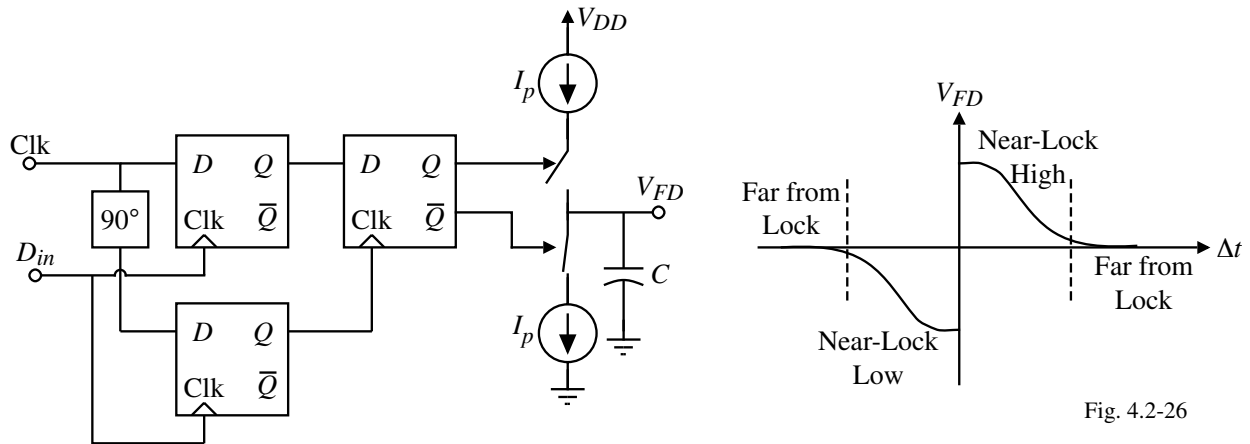 V_DD
I_p
Clk
D Q
Clk Q̅
90°
D_in
D Q
Clk Q̅
D Q
Clk Q̅
V_FD
C
I_p
V_FD
Near-Lock
High
Far from
Lock
Δt
Far from
Lock
Near-Lock
Low
Fig. 4.2-26